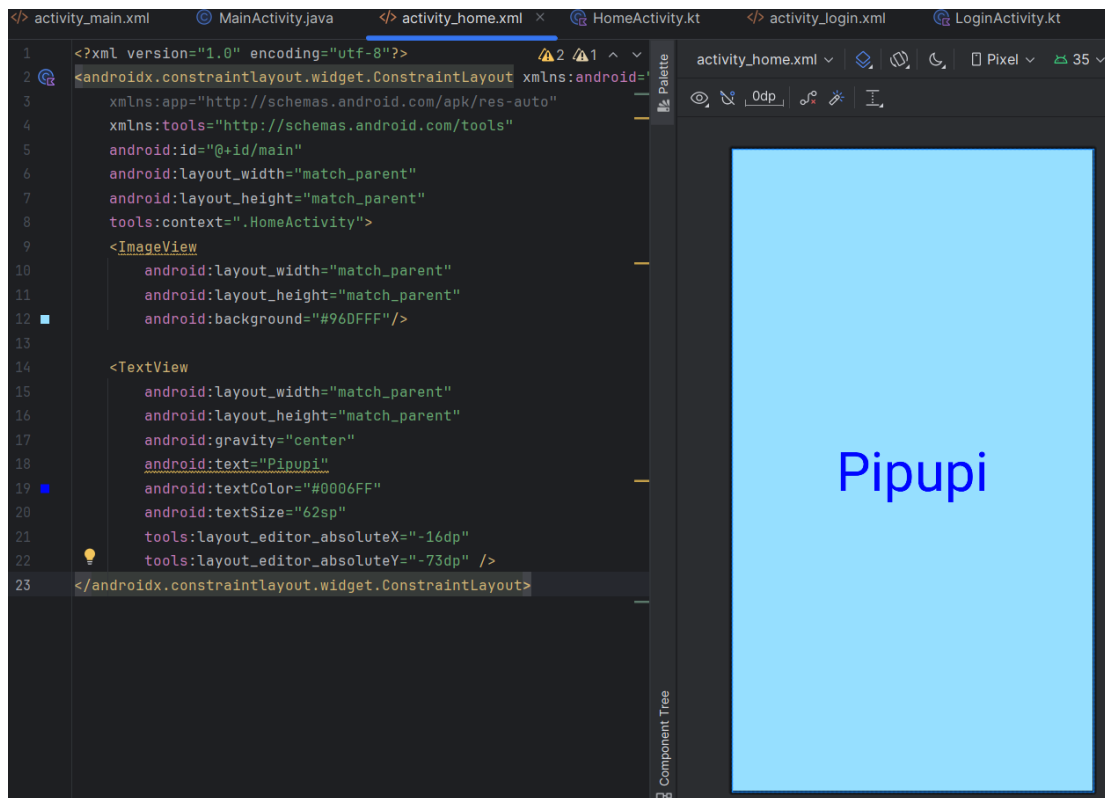 activity_main.xml MainActivity.java activity_home.xml HomeActivity.kt activity_login.xml LoginActivity.kt
1 <?xml version="1.0" encoding="utf-8"?> 2 1
2 <androidx.constraintlayout.widget.ConstraintLayout xmlns:android="
3 xmlns:app="http://schemas.android.com/apk/res-auto"
4 xmlns:tools="http://schemas.android.com/tools"
5 android:id="@+id/main"
6 android:layout_width="match_parent"
7 android:layout_height="match_parent"
8 tools:context=".HomeActivity">
9 <ImageView
10 android:layout_width="match_parent"
11 android:layout_height="match_parent"
12 android:background="#96DFFF"/>
13
14 <TextView
15 android:layout_width="match_parent"
16 android:layout_height="match_parent"
17 android:gravity="center"
18 android:text="Pipupi"
19 android:textColor="#0006FF"
20 android:textSize="62sp"
21 tools:layout_editor_absoluteX="-16dp"
22 tools:layout_editor_absoluteY="-73dp" />
23 </androidx.constraintlayout.widget.ConstraintLayout>
Palette
Component Tree
activity_home.xml Pixel 35
0dp
Pipupi